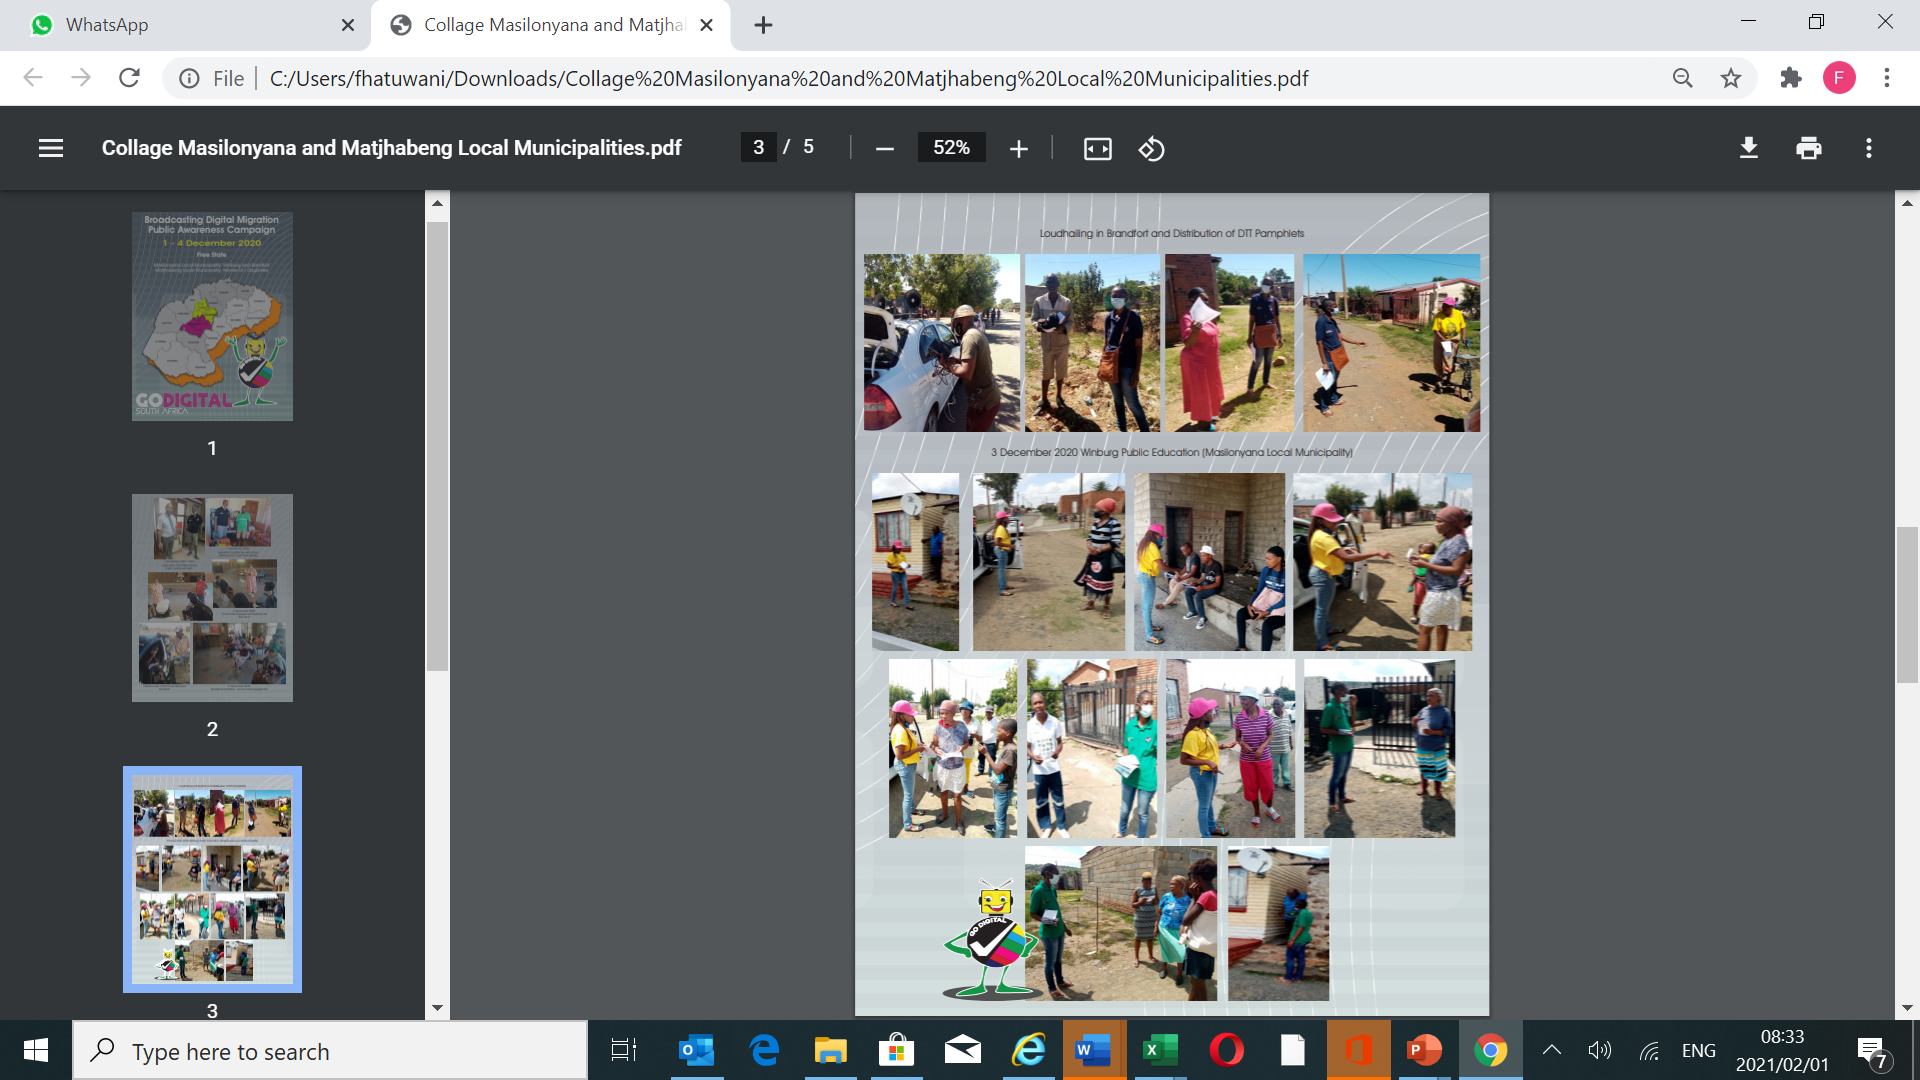 WhatsApp
Collage Masilonyana and Matjha
File
C:/Users/fhatuwani/Downloads/Collage%20Masilonyana%20and%20Matjhabeng%20Local%20Municipalities.pdf
F
Collage Masilonyana and Matjhabeng Local Municipalities.pdf
3 / 5
52%
Broadcasting Digital Migration
Public Awareness Campaign
1 - 4 December 2020
Free State
GODIGITAL
SOUTH AFRICA
1
2
3
Loudhailing in Brandfort and Distribution of DTT Pamphlets
3 December 2020 Winburg Public Education (Masilonyana Local Municipality)
GO DIGITAL
Type here to search
ENG
08:33
2021/02/01
7